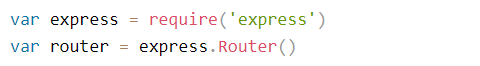 var express = require('express')
var router = express.Router()